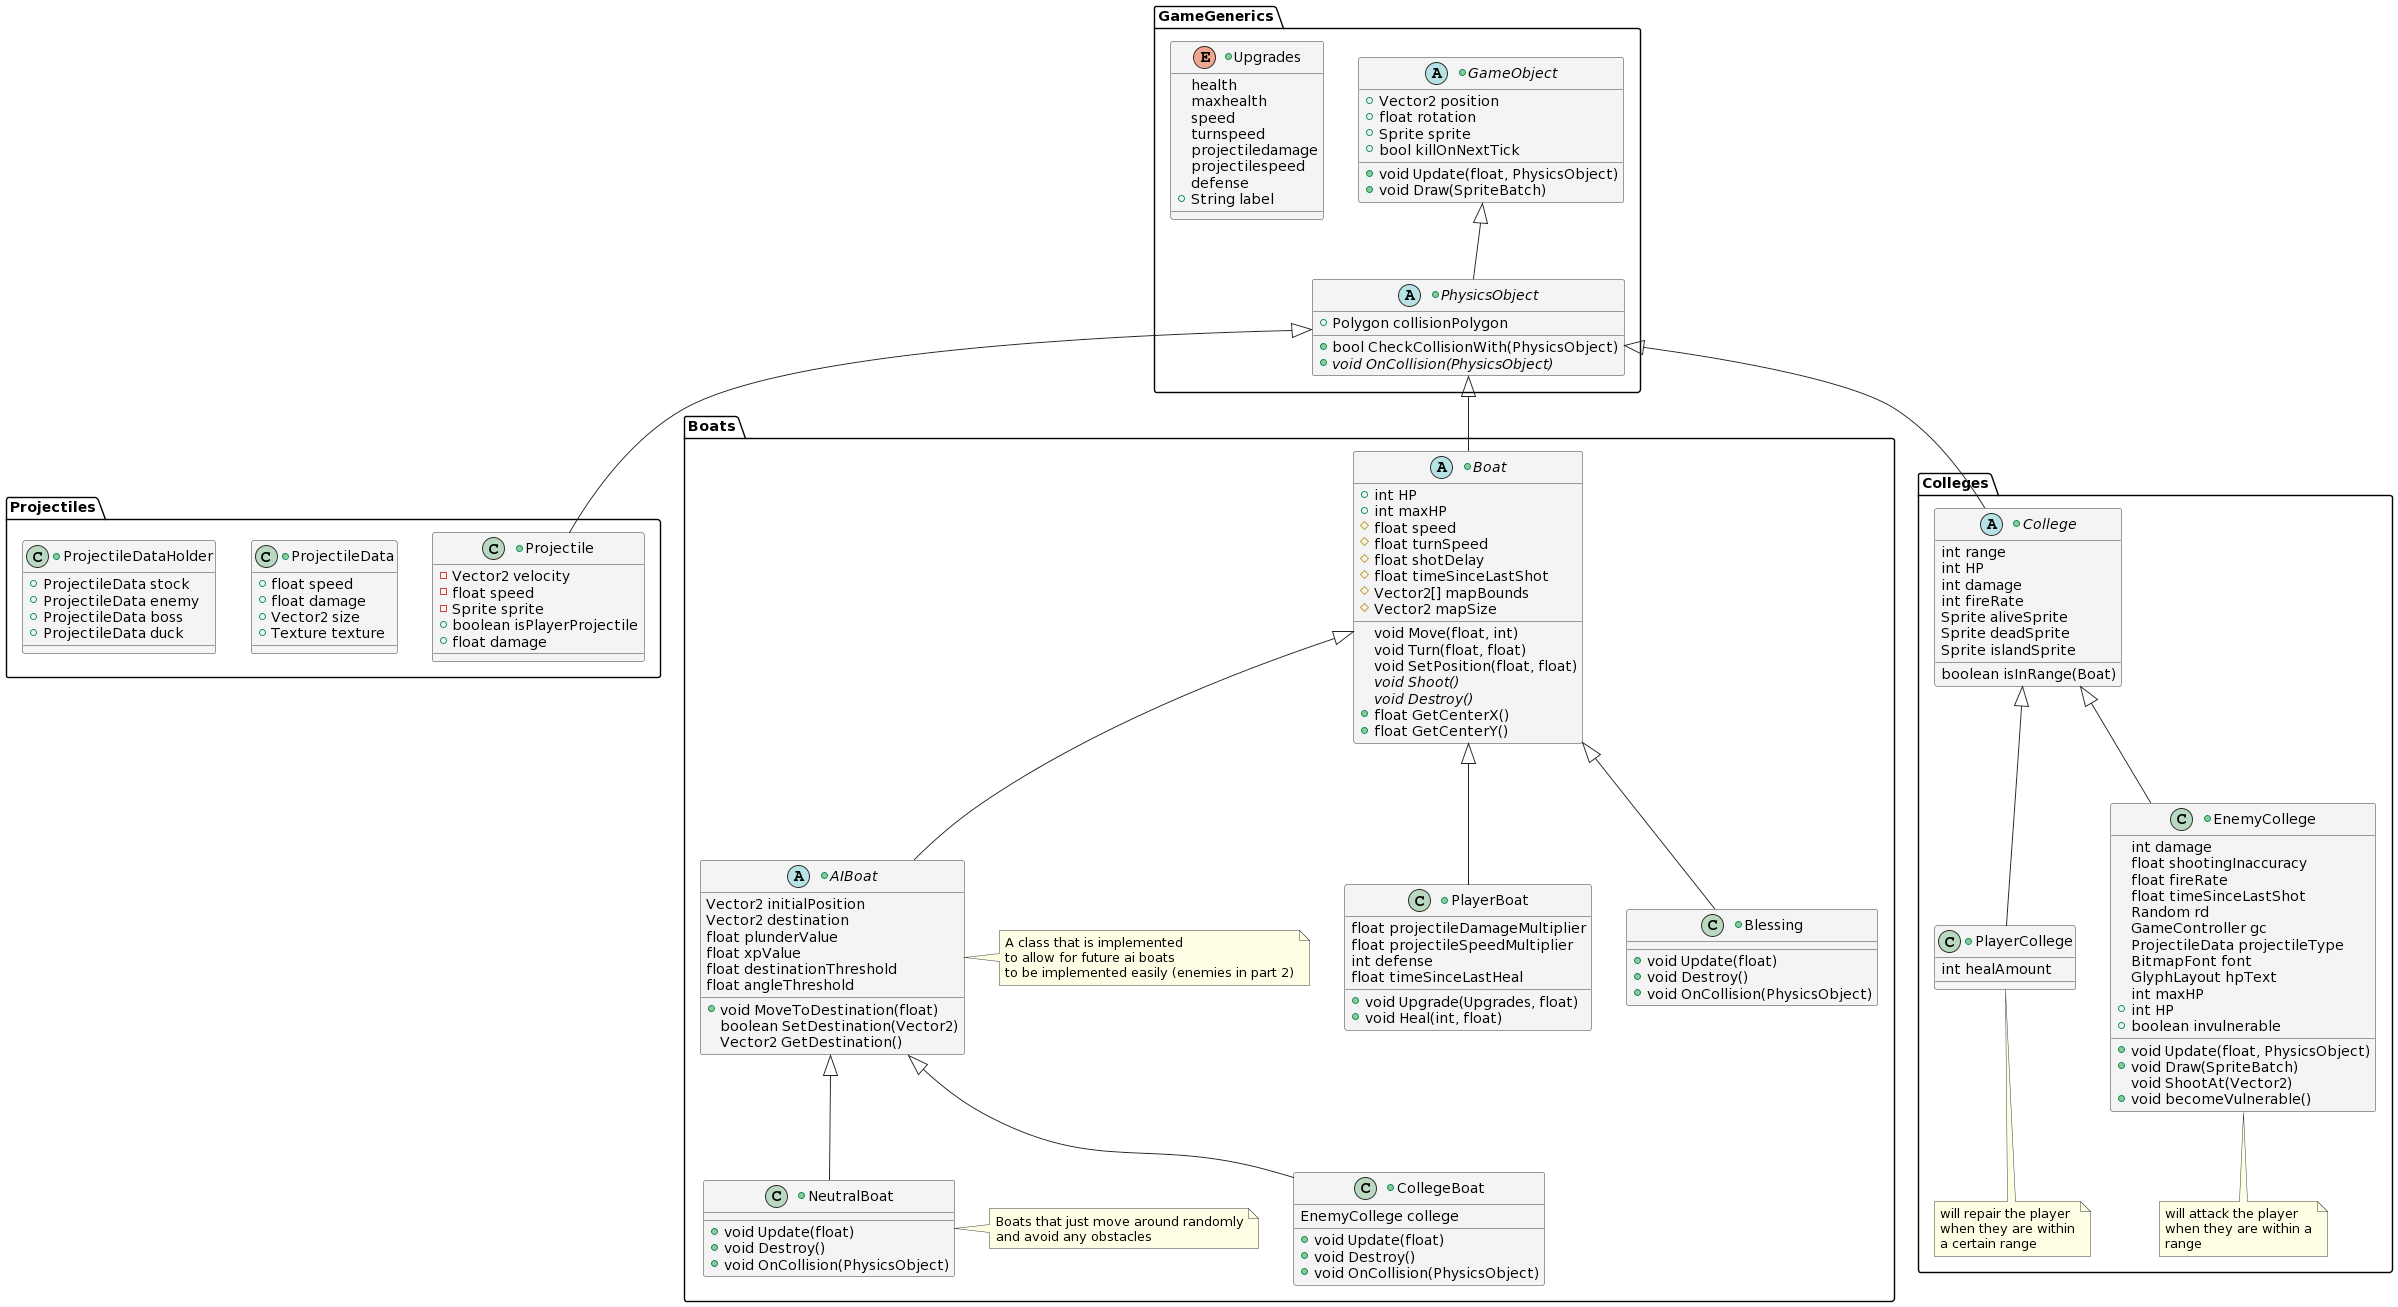 GameGenerics
E Upgrades
health
maxhealth
speed
turnspeed
projectiledamage
projectilespeed
defense
String label
A GameObject
Vector2 position
float rotation
Sprite sprite
bool killOnNextTick
void Update(float, PhysicsObject)
void Draw(SpriteBatch)
A PhysicsObject
Polygon collisionPolygon
bool CheckCollisionWith(PhysicsObject)
void OnCollision(PhysicsObject)
Projectiles
C ProjectileDataHolder
ProjectileData stock
ProjectileData enemy
ProjectileData boss
ProjectileData duck
C ProjectileData
float speed
float damage
Vector2 size
Texture texture
C Projectile
Vector2 velocity
float speed
Sprite sprite
boolean isPlayerProjectile
float damage
Boats
A Boat
int HP
int maxHP
float speed
float turnSpeed
float shotDelay
float timeSinceLastShot
Vector2[] mapBounds
Vector2 mapSize
void Move(float, int)
void Turn(float, float)
void SetPosition(float, float)
void Shoot()
void Destroy()
float GetCenterX()
float GetCenterY()
A AIBoat
Vector2 initialPosition
Vector2 destination
float plunderValue
float xpValue
float destinationThreshold
float angleThreshold
void MoveToDestination(float)
boolean SetDestination(Vector2)
Vector2 GetDestination()
A class that is implemented
to allow for future ai boats
to be implemented easily (enemies in part 2)
C PlayerBoat
float projectileDamageMultiplier
float projectileSpeedMultiplier
int defense
float timeSinceLastHeal
void Upgrade(Upgrades, float)
void Heal(int, float)
C Blessing
void Update(float)
void Destroy()
void OnCollision(PhysicsObject)
C NeutralBoat
void Update(float)
void Destroy()
void OnCollision(PhysicsObject)
Boats that just move around randomly
and avoid any obstacles
C CollegeBoat
EnemyCollege college
void Update(float)
void Destroy()
void OnCollision(PhysicsObject)
Colleges
A College
int range
int HP
int damage
int fireRate
Sprite aliveSprite
Sprite deadSprite
Sprite islandSprite
boolean isInRange(Boat)
C PlayerCollege
int healAmount
C EnemyCollege
int damage
float shootingInaccuracy
float fireRate
float timeSinceLastShot
Random rd
GameController gc
ProjectileData projectileType
BitmapFont font
GlyphLayout hpText
int maxHP
int HP
boolean invulnerable
void Update(float, PhysicsObject)
void Draw(SpriteBatch)
void ShootAt(Vector2)
void becomeVulnerable()
will repair the player
when they are within
a certain range
will attack the player
when they are within a
range